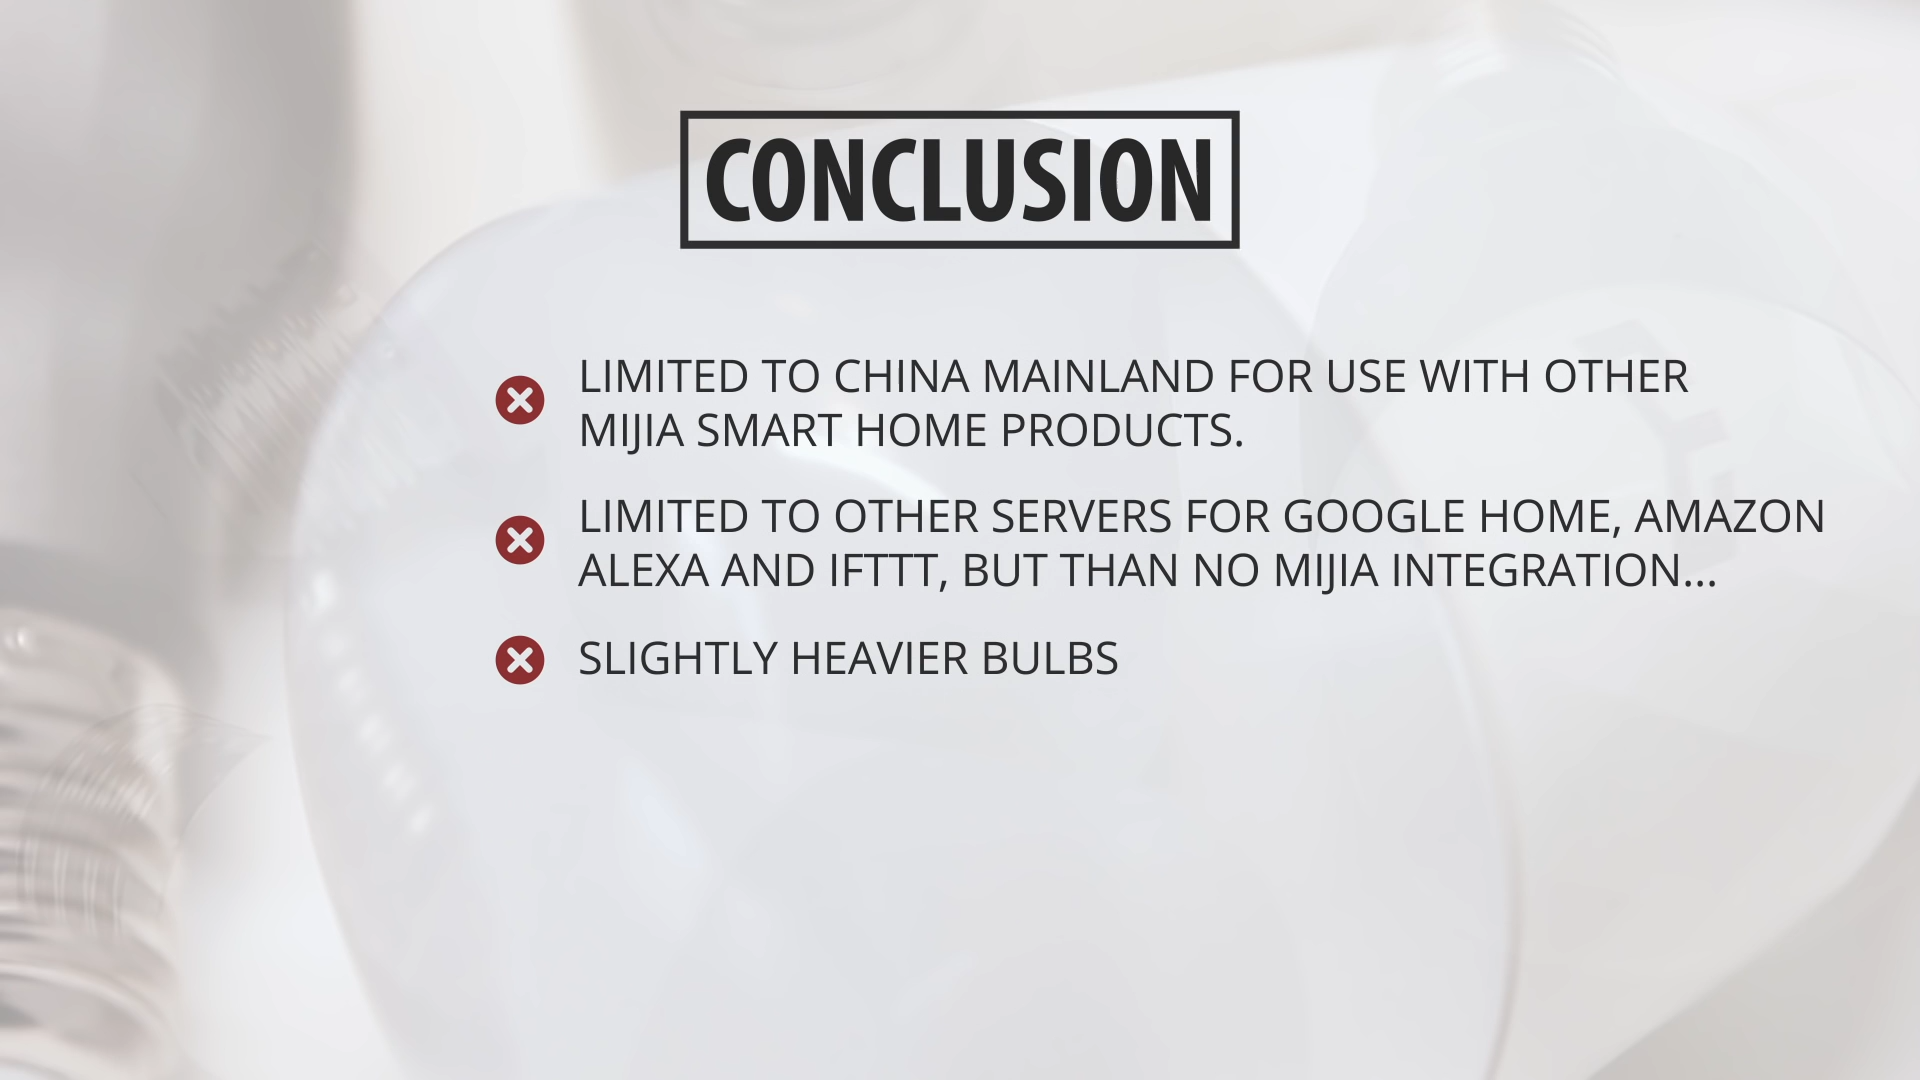 CONCLUSION
LIMITED TO CHINA MAINLAND FOR USE WITH OTHER
MIJIA SMART HOME PRODUCTS.
LIMITED TO OTHER SERVERS FOR GOOGLE HOME, AMAZON
ALEXA AND IFTTT, BUT THAN NO MIJIA INTEGRATION...
SLIGHTLY HEAVIER BULBS